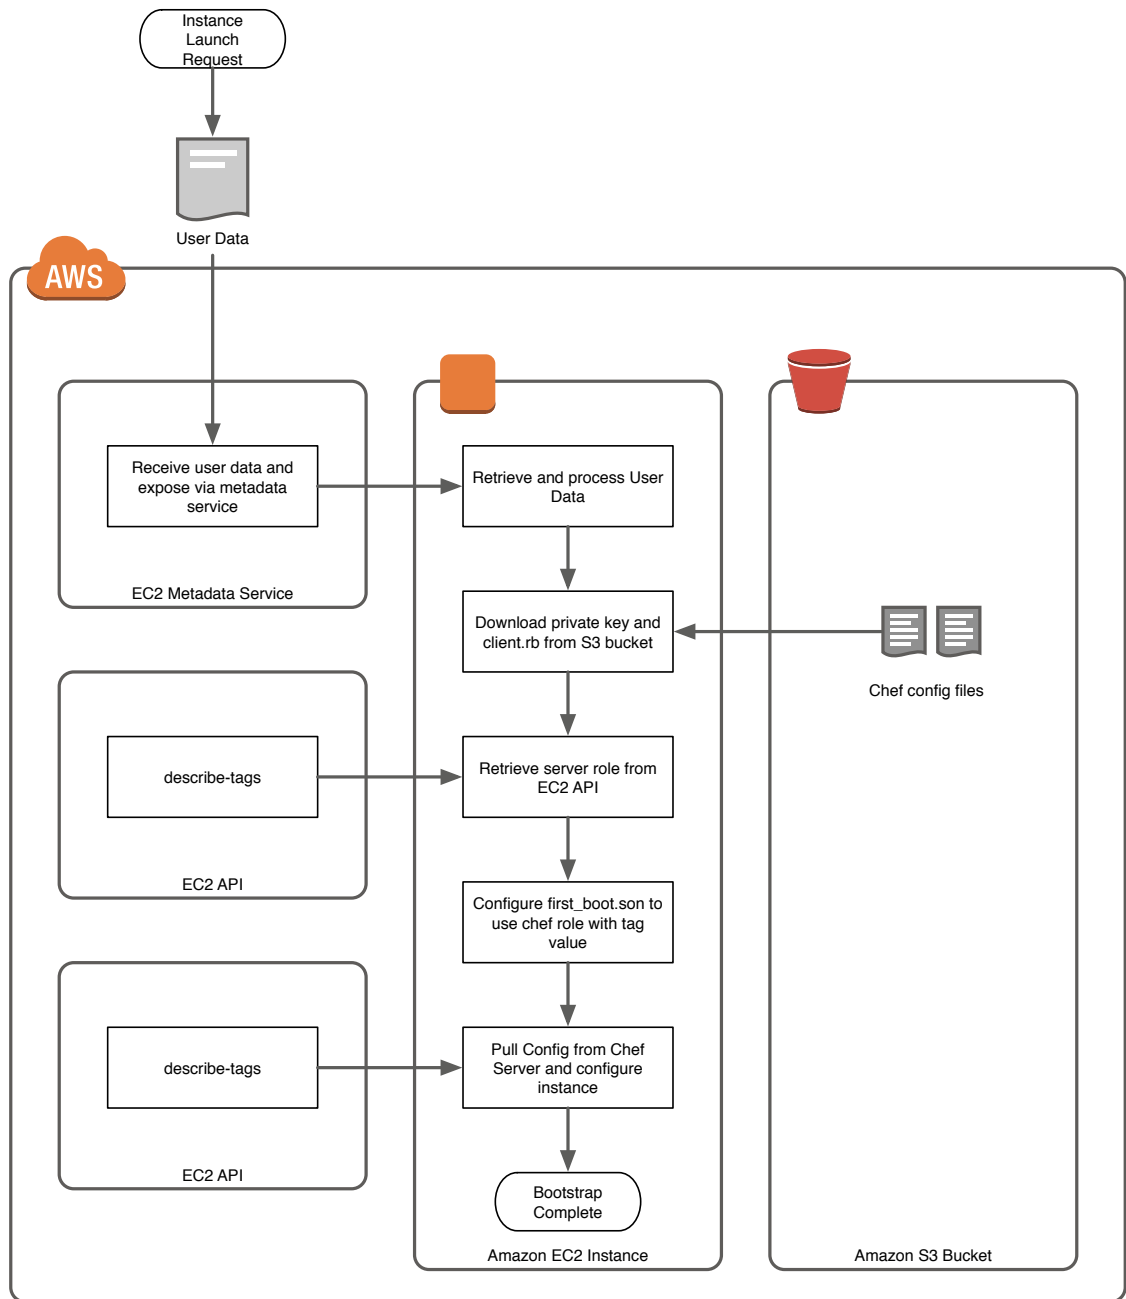 Instance
Launch
Request
User Data
AWS
Receive user data and
expose via metadata
service
EC2 Metadata Service
Retrieve and process User
Data
Download private key and
client.rb from S3 bucket
Chef config files
describe-tags
EC2 API
Retrieve server role from
EC2 API
Configure first_boot.son to
use chef role with tag
value
describe-tags
EC2 API
Pull Config from Chef
Server and configure
instance
Bootstrap
Complete
Amazon EC2 Instance
Amazon S3 Bucket